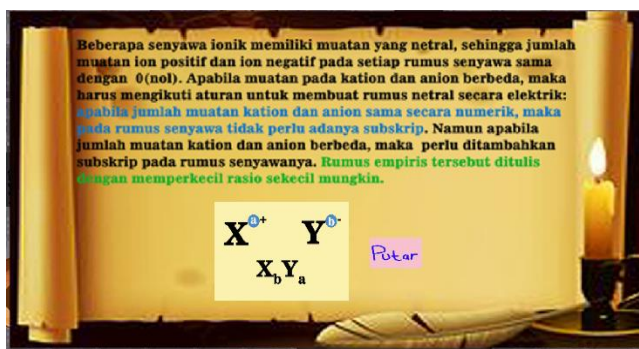 Beberapa senyawa ionik memiliki muatan yang netral, sehingga jumlah
muatan ion positif dan ion negatif pada setiap rumus senyawa sama
dengan 0(nol). Apabila muatan pada kation dan anion berbeda, maka
harus mengikuti aturan untuk membuat rumus netral secara elektrik:
apabila jumlah muatan kation dan anion sama secara numerik, maka
pada rumus senyawa tidak perlu adanya subskrip. Namun apabila
jumlah muatan kation dan anion berbeda, maka perlu ditambahkan
subskrip pada rumus senyawanya. Rumus empiris tersebut ditulis
dengan memperkecil rasio sekecil mungkin.
Xᵃ⁺ Yᵇ⁻
Putar
X_bY_a